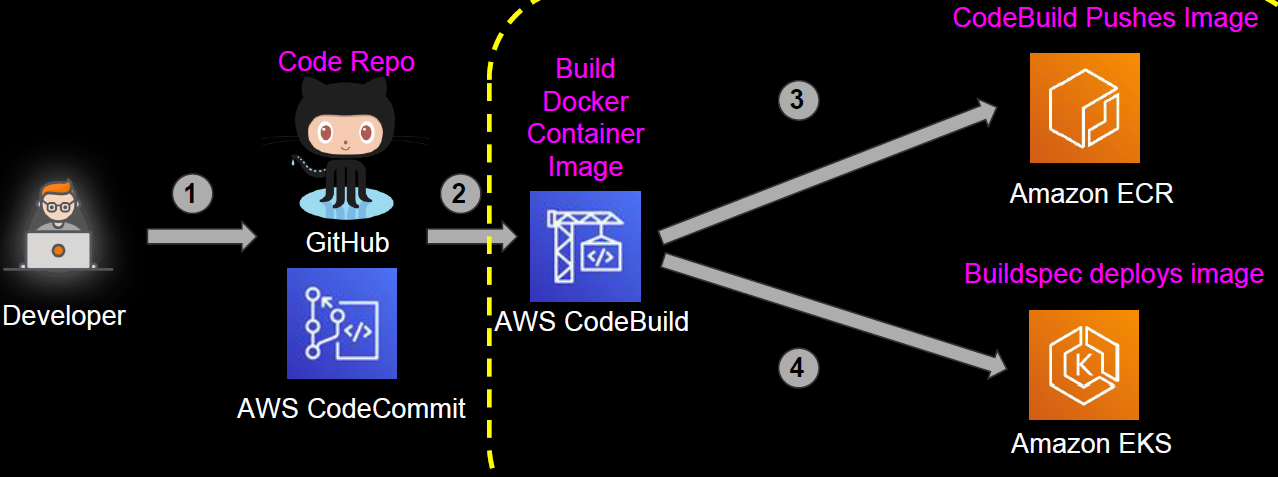 CodeBuild Pushes Image
Code Repo
Build
Docker
Container
Image
1
2
3
4
</>
</>
K
GitHub
Developer
AWS CodeCommit
AWS CodeBuild
Amazon ECR
Buildspec deploys image
Amazon EKS